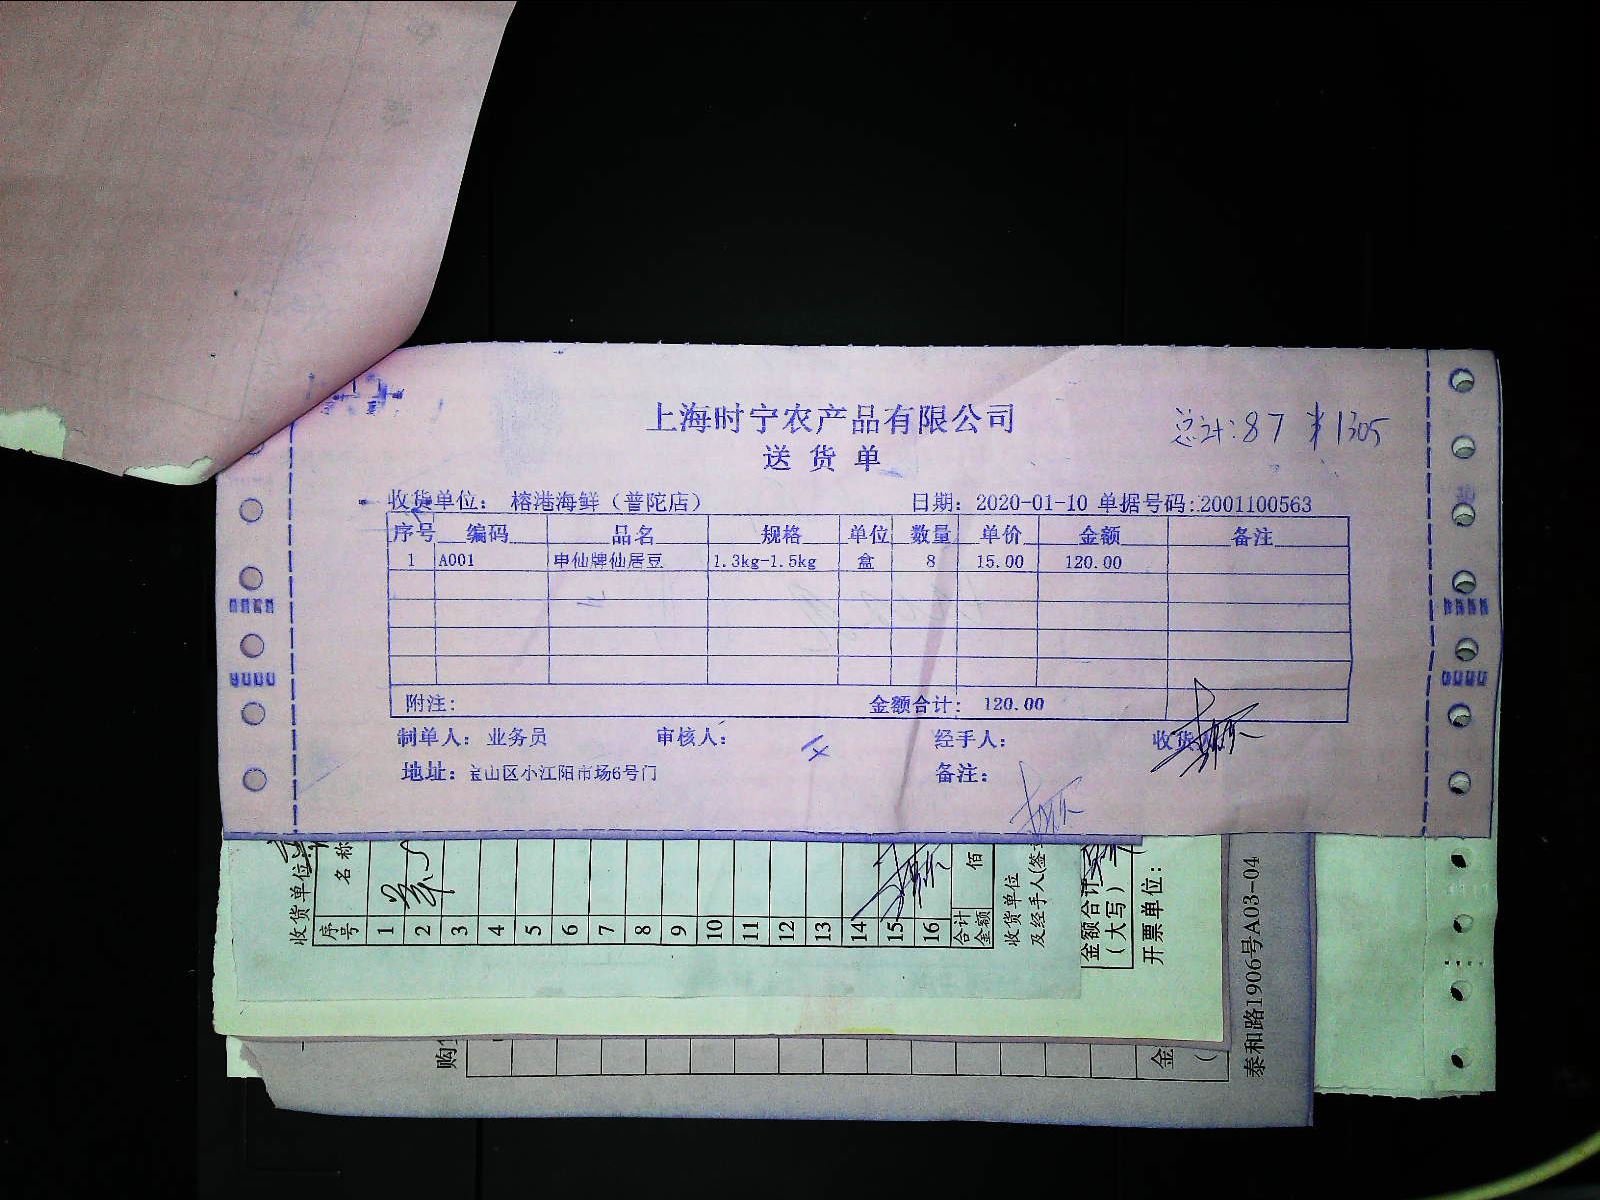 上海时宁农产品有限公司
总计:87 ¥1305
送货单
收货单位: 榕港海鲜（普陀店） 日期: 2020-01-10 单据号码:2001100563
序号 编码 品名 规格 单位 数量 单价 金额 备注
1 A001 申仙牌仙居豆 1.3kg-1.5kg 盒 8 15.00 120.00
附注: 金额合计: 120.00
制单人: 业务员 审核人: 经手人: 收货
地址: 宝山区小江阳市场6号门 备注:
收货单位
序号 名称
1
2
3
4
5
6
7
8
9
10
11
12
13
14
15
16
合计金额 佰
收货单位
及经手人(签
金额合计
(大写)
开票单位:
购
金
(
泰和路1906号A03-04